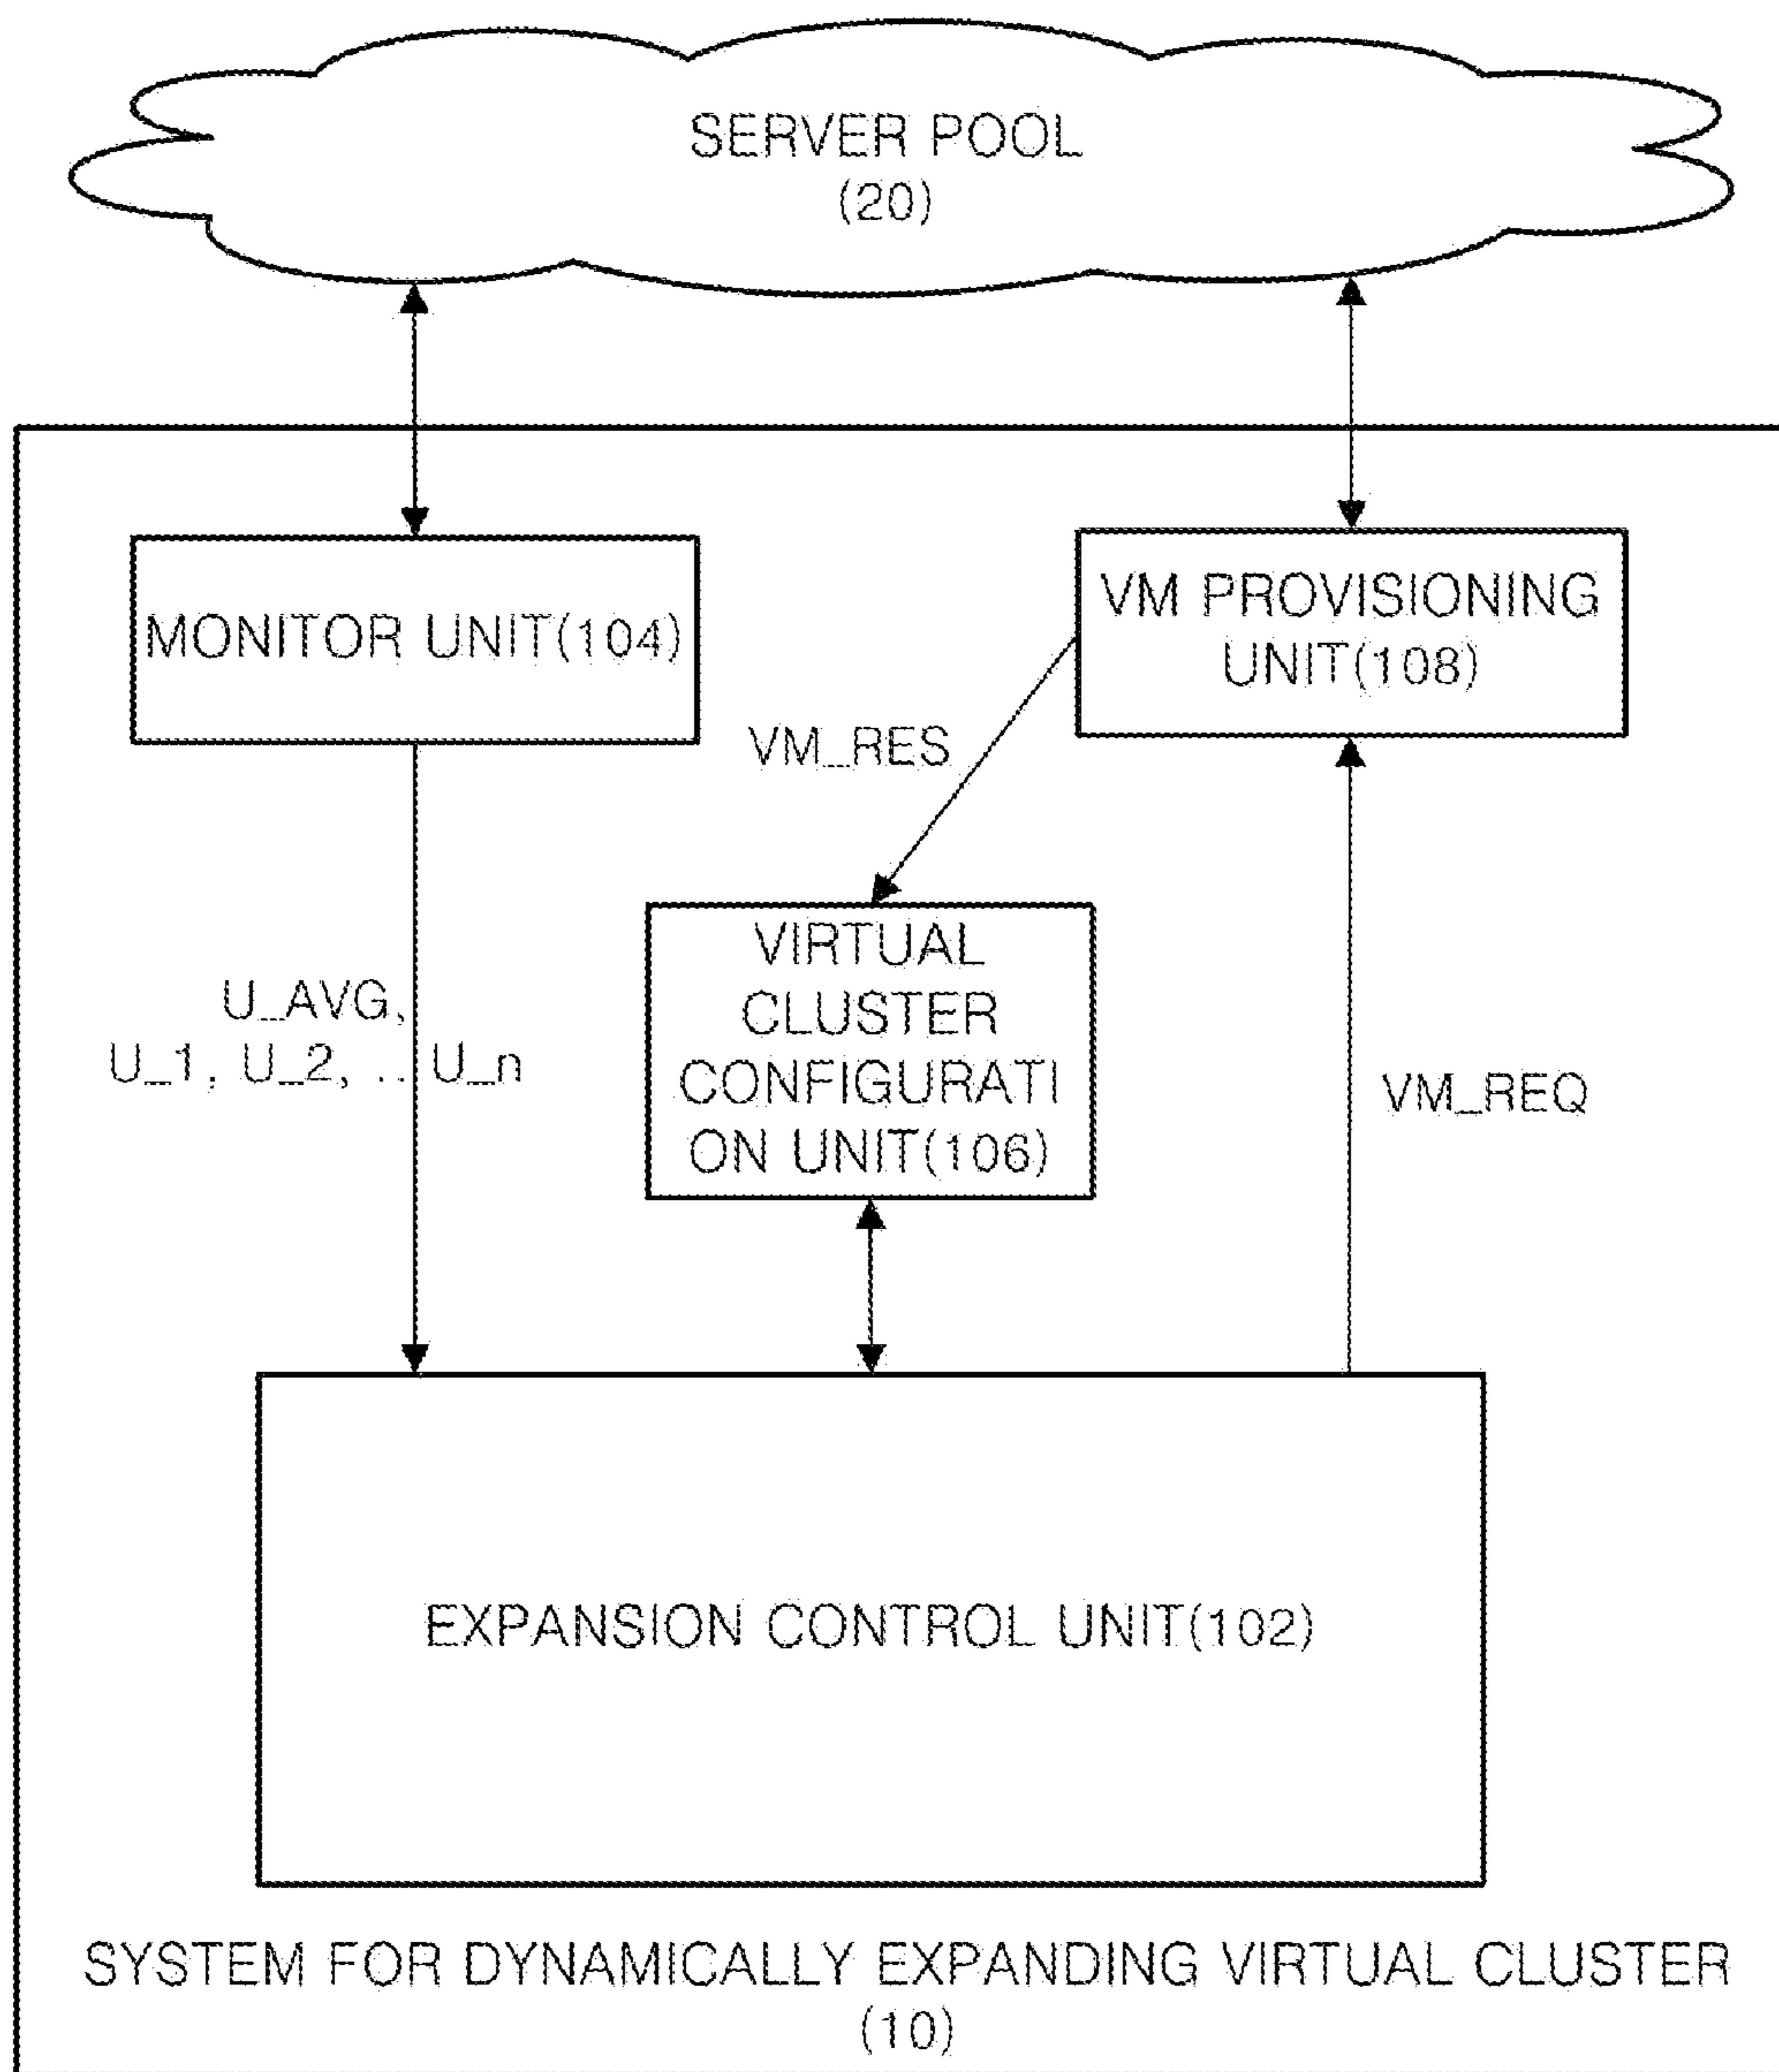 SERVER POOL
(20)
MONITOR UNIT(104)
VM PROVISIONING
UNIT(108)
VM_RES
VIRTUAL
CLUSTER
CONFIGURATI
ON UNIT(106)
U_AVG,
U_1, U_2, .. U_n
VM_REQ
EXPANSION CONTROL UNIT(102)
SYSTEM FOR DYNAMICALLY EXPANDING VIRTUAL CLUSTER
(10)